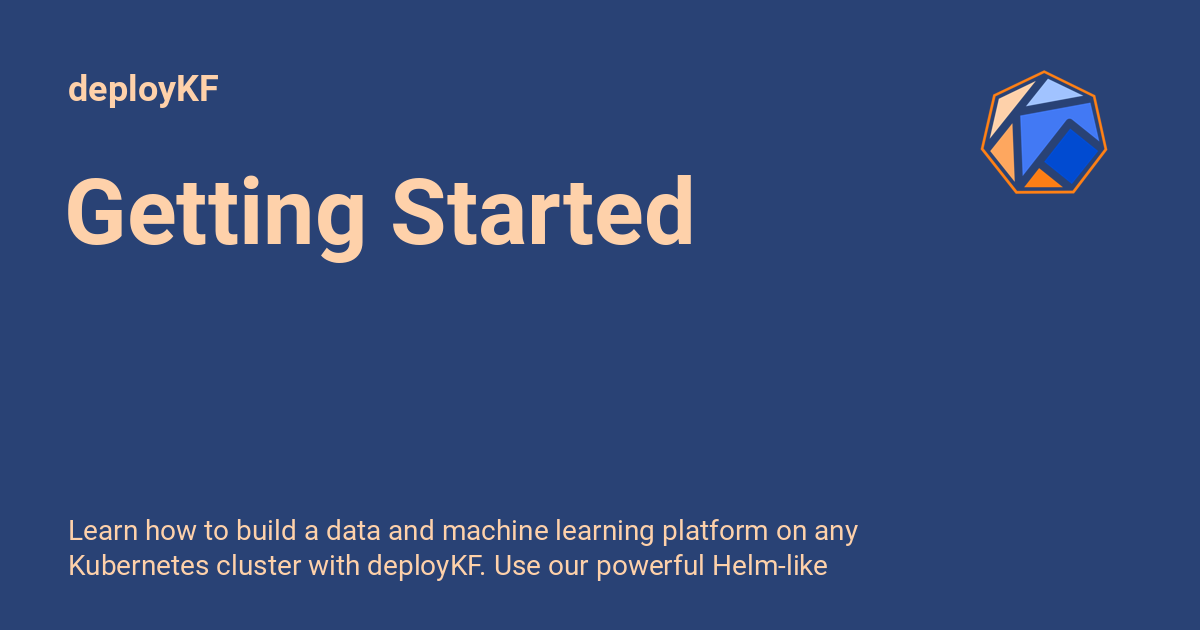 deployKF
Getting Started
Learn how to build a data and machine learning platform on any
Kubernetes cluster with deployKF. Use our powerful Helm-like